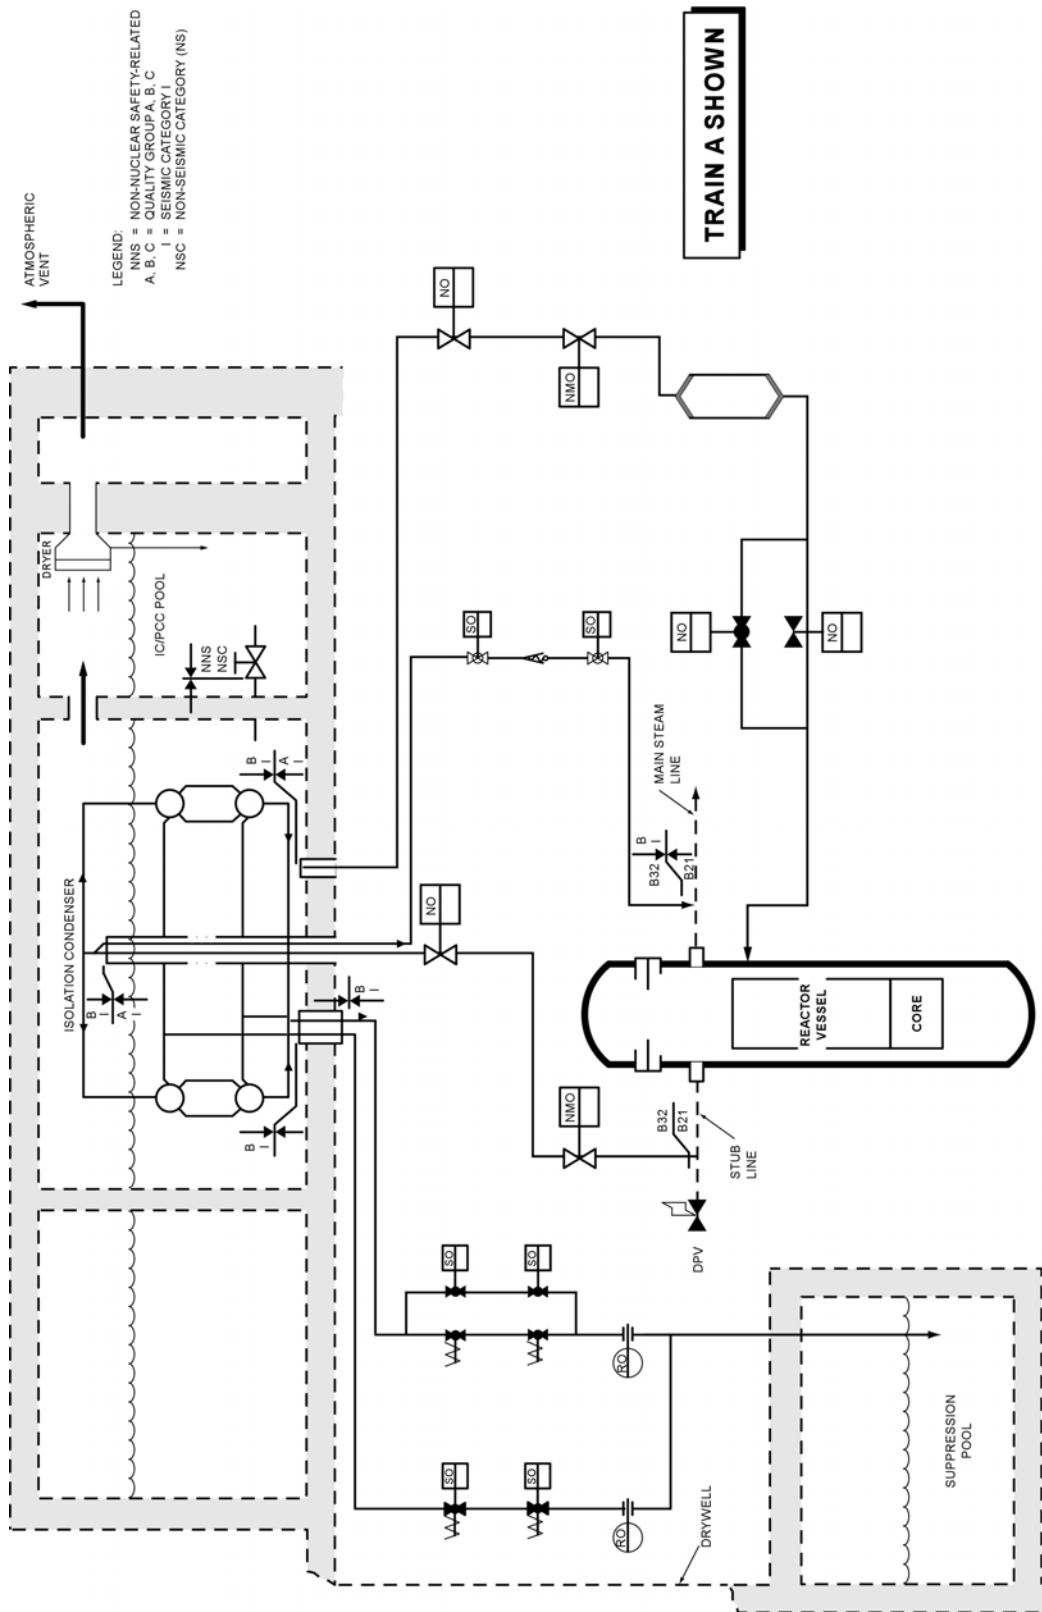 ATMOSPHERIC
VENT
LEGEND:
NNS = NON-NUCLEAR SAFETY-RELATED
A, B, C = QUALITY GROUP A, B, C
I = SEISMIC CATEGORY I
NSC = NON-SEISMIC CATEGORY (NS)
TRAIN A SHOWN
DRYER
IC/PCC POOL
NNS
NSC
ISOLATION CONDENSER
B
I
A
I
B
I
A
I
B
I
B
I
NO
NMO
SO
SO
NO
NO
NO
MAIN STEAM
LINE
B
I
B32
B21
REACTOR
VESSEL
CORE
NMO
B32
B21
STUB
LINE
DPV
SO
SO
RO
SO
SO
RO
DRYWELL
SUPPRESSION
POOL